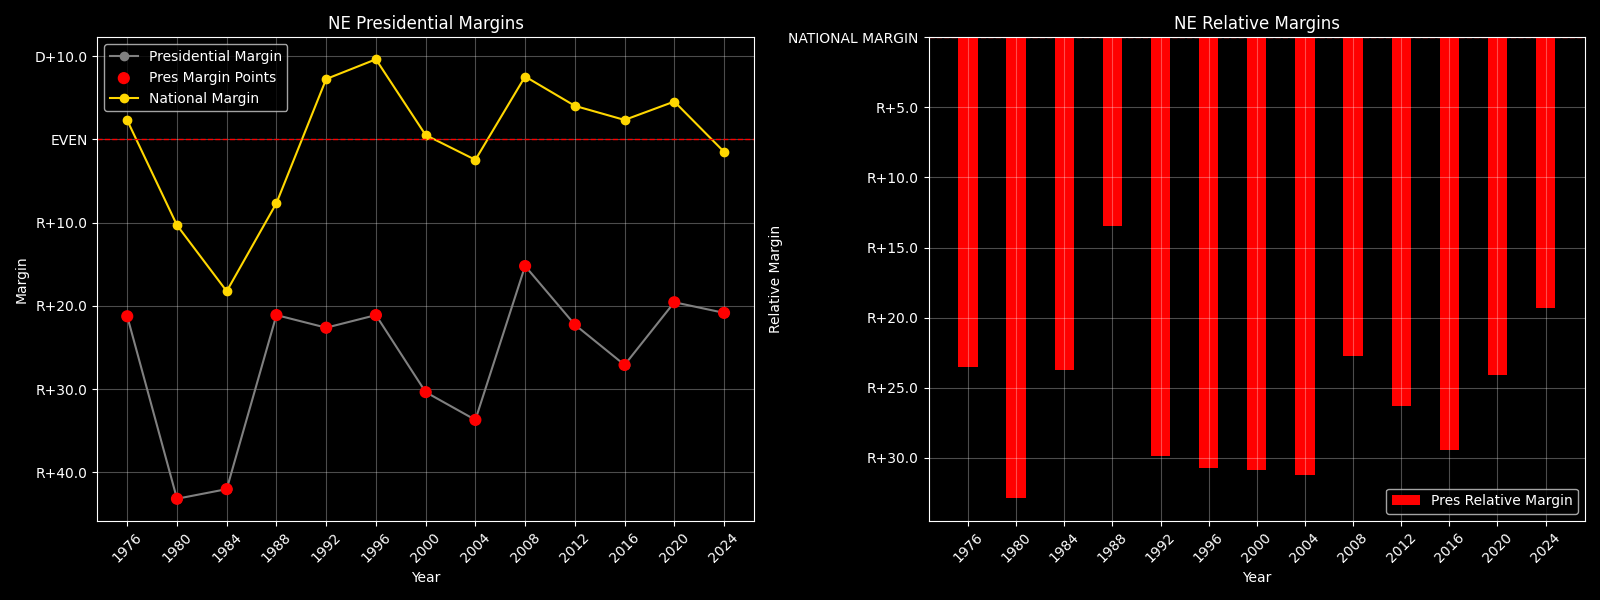 NE Presidential Margins
Presidential Margin
Pres Margin Points
National Margin
D+10.0
EVEN
R+10.0
R+20.0
R+30.0
R+40.0
Margin
1976
1980
1984
1988
1992
1996
2000
2004
2008
2012
2016
2020
2024
Year
NE Relative Margins
NATIONAL MARGIN
R+5.0
R+10.0
R+15.0
R+20.0
R+25.0
R+30.0
Relative Margin
Pres Relative Margin
1976
1980
1984
1988
1992
1996
2000
2004
2008
2012
2016
2020
2024
Year